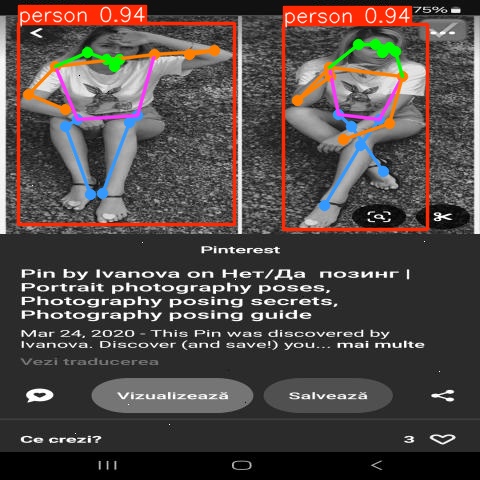 person 0.94
person 0.94
75%
Pinterest
Pin by Ivanova on Нет/Да позинг |
Portrait photography poses,
Photography posing secrets,
Photography posing guide
Mar 24, 2020 - This Pin was discovered by
Ivanova. Discover (and save!) you... mai multe
Vezi traducerea
Vizualizează
Salvează
Ce crezi?
3